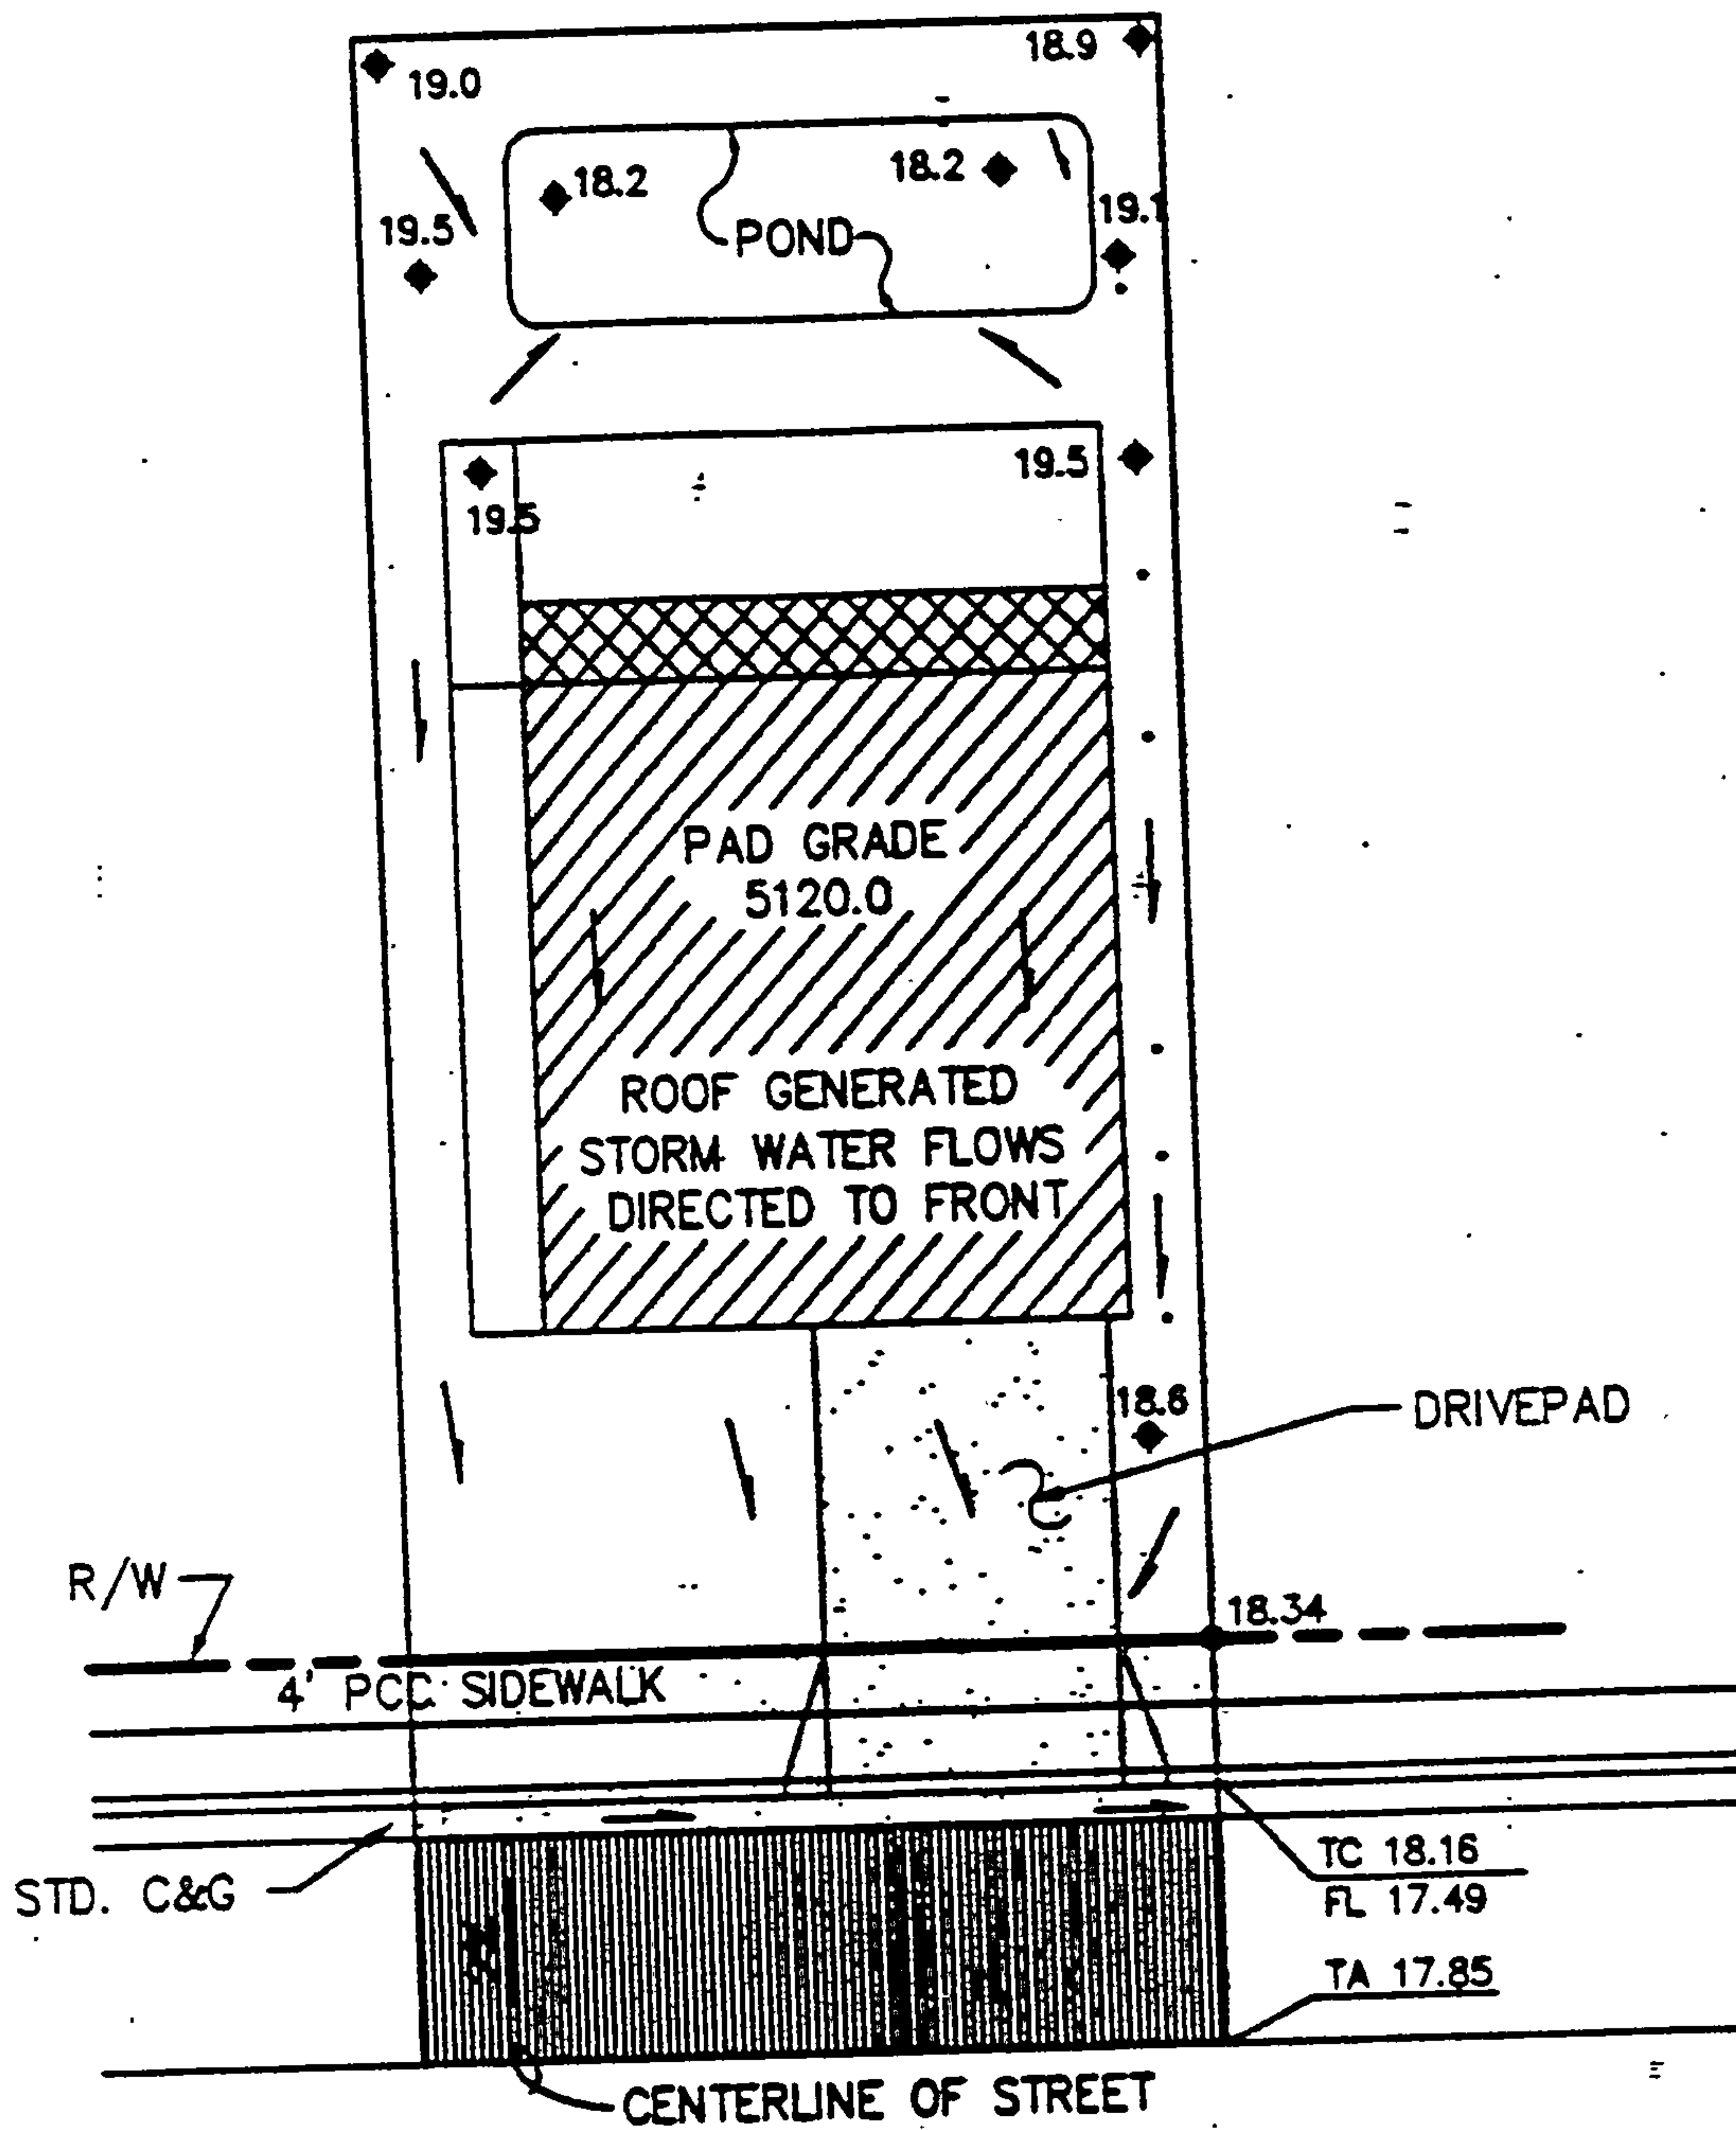 18.9
19.0
18.2
18.2
19.1
19.5
POND
19.5
19.5
PAD GRADE
5120.0
ROOF GENERATED
STORM WATER FLOWS
DIRECTED TO FRONT
18.6
DRIVEPAD
R/W
18.34
4' PCC SIDEWALK
TC 18.16
STD. C&G
FL 17.49
TA 17.85
CENTERLINE OF STREET